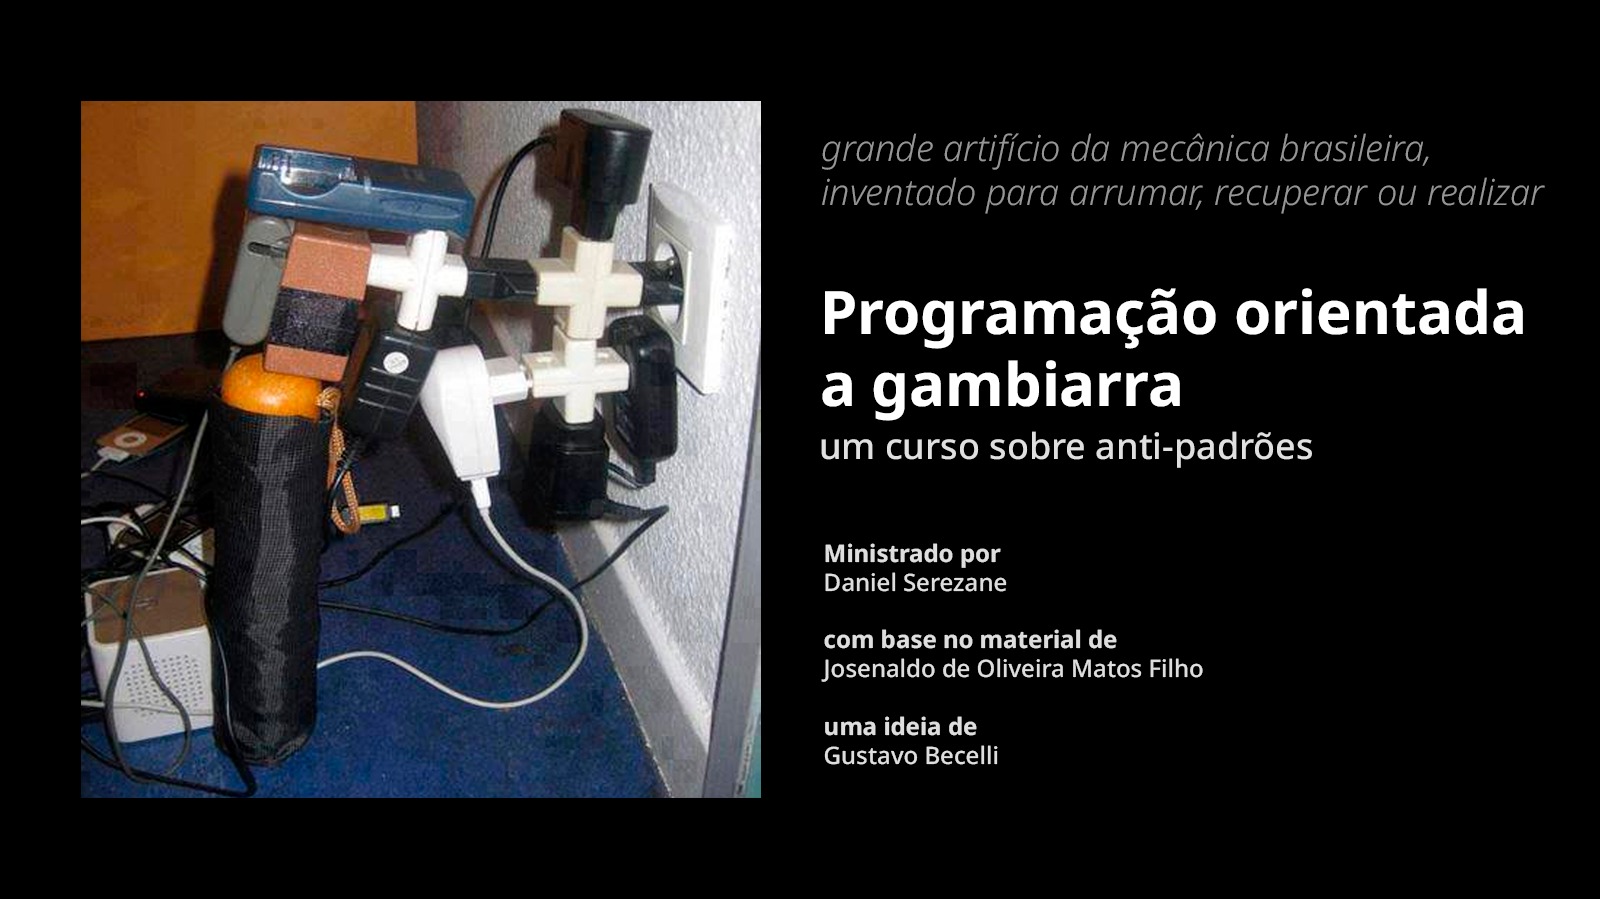 grande artifício da mecânica brasileira,
inventado para arrumar, recuperar ou realizar
Programação orientada
a gambiarra
um curso sobre anti-padrões
Ministrado por
Daniel Serezane
com base no material de
Josenaldo de Oliveira Matos Filho
uma ideia de
Gustavo Becelli